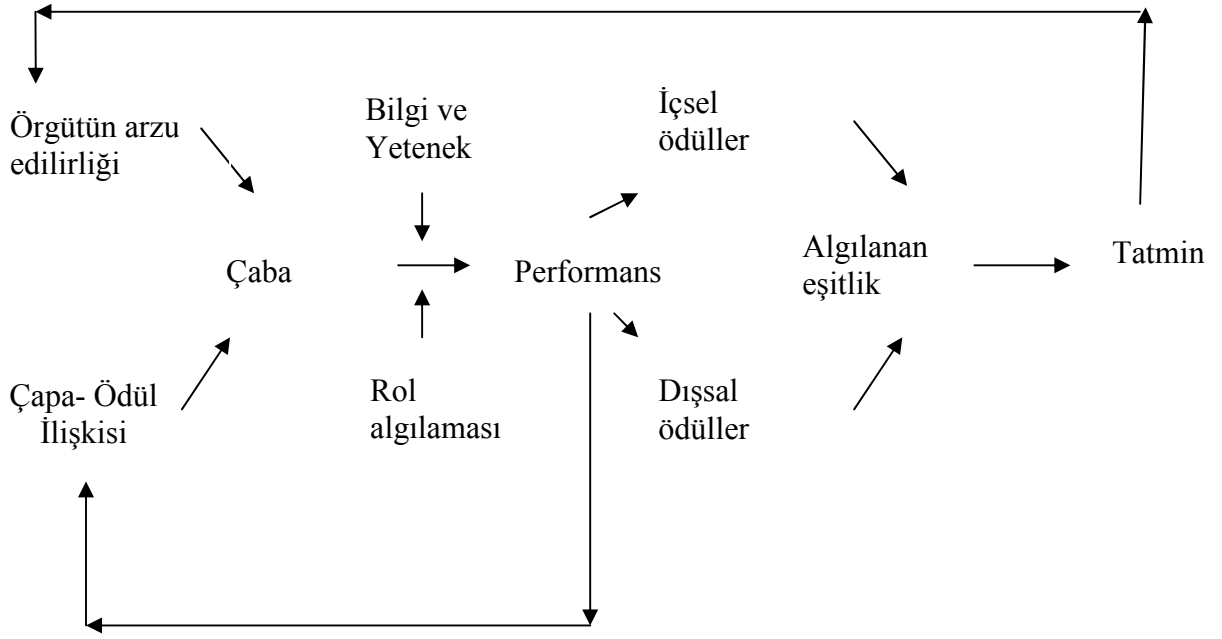 Örgütün arzu
edilirliği
Bilgi ve
Yetenek
İçsel
ödüller
Çaba
Performans
Algılanan
eşitlik
Tatmin
Çapa- Ödül
İlişkisi
Rol
algılaması
Dışsal
ödüller